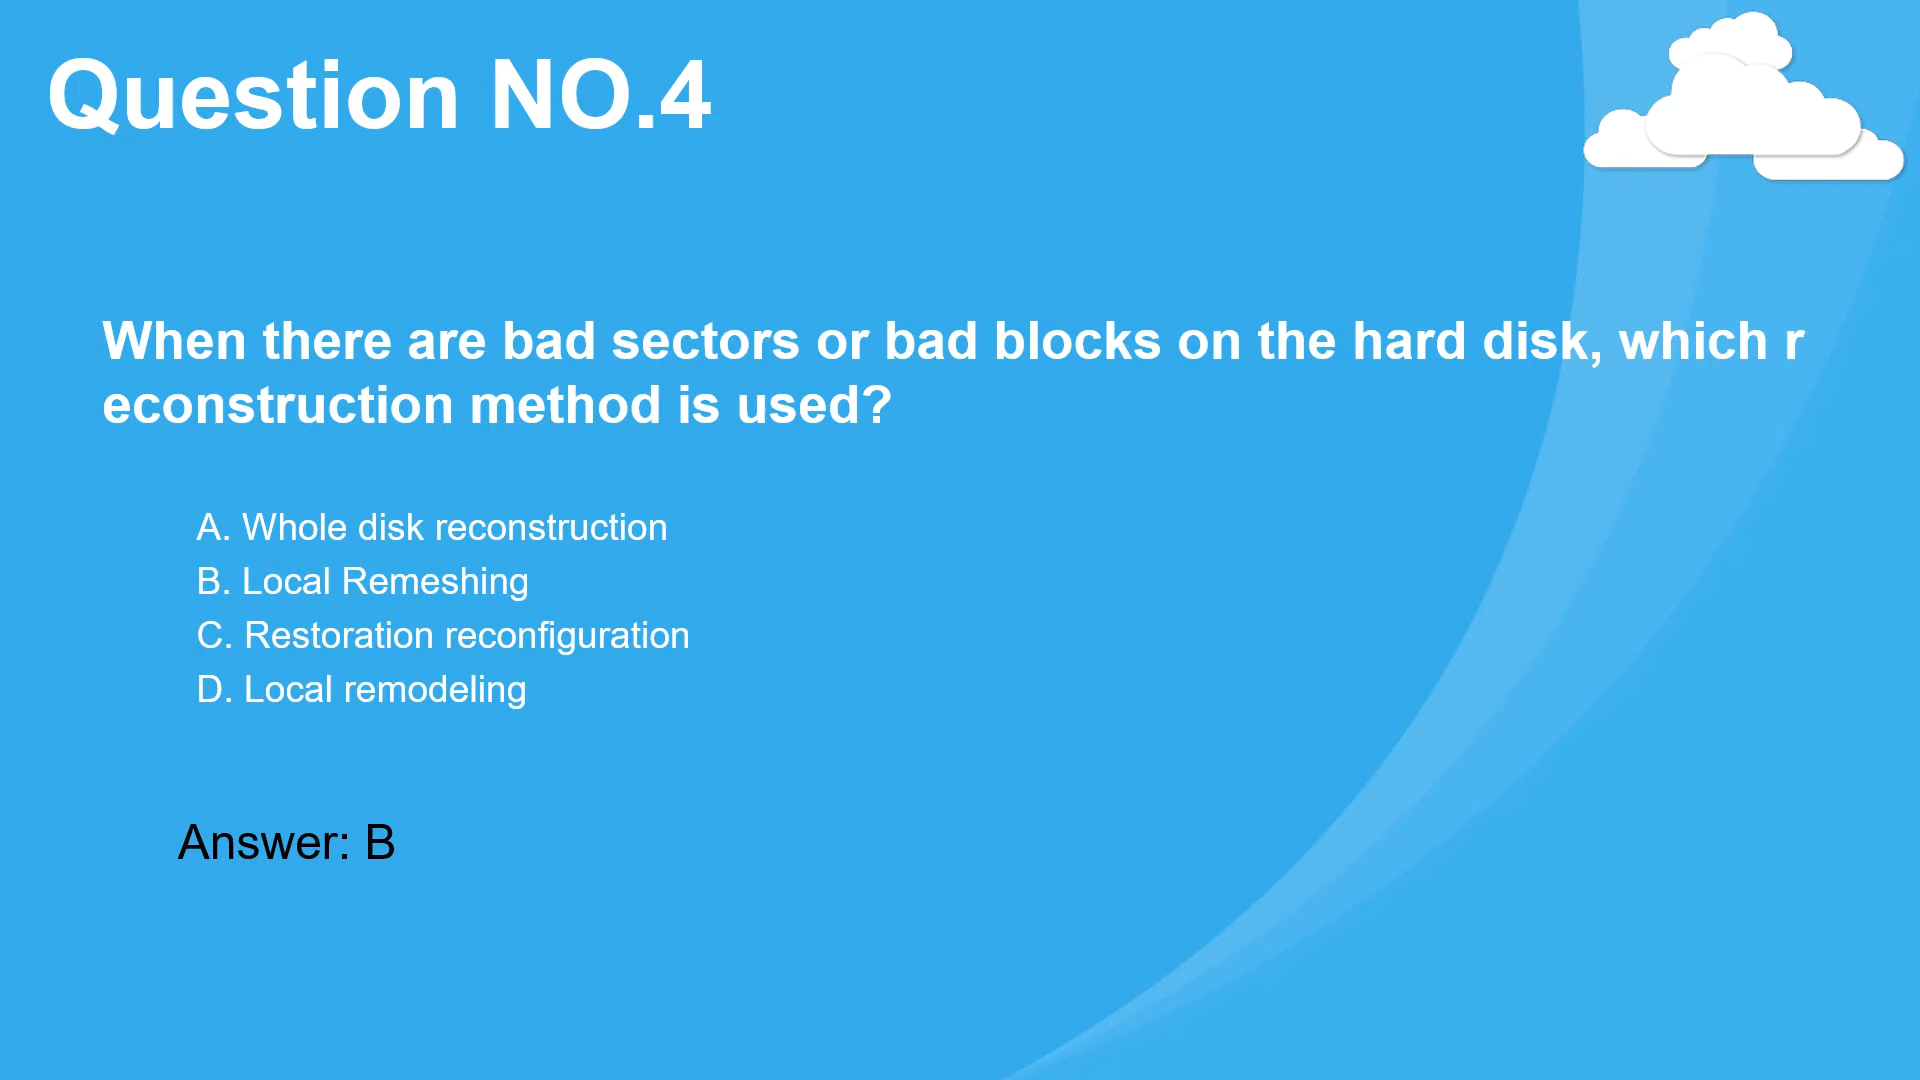 Question NO.4
When there are bad sectors or bad blocks on the hard disk, which r
econstruction method is used?
A. Whole disk reconstruction
B. Local Remeshing
C. Restoration reconfiguration
D. Local remodeling
Answer: B